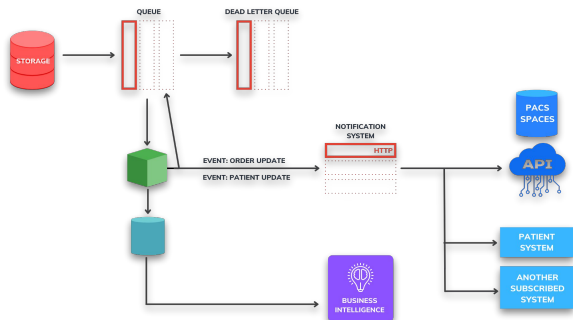 QUEUE
DEAD LETTER QUEUE
STORAGE
PACS
SPACES
NOTIFICATION
SYSTEM
HTTP
API
EVENT: ORDER UPDATE
EVENT: PATIENT UPDATE
PATIENT
SYSTEM
ANOTHER
SUBSCRIBED
SYSTEM
BUSINESS
INTELLIGENCE